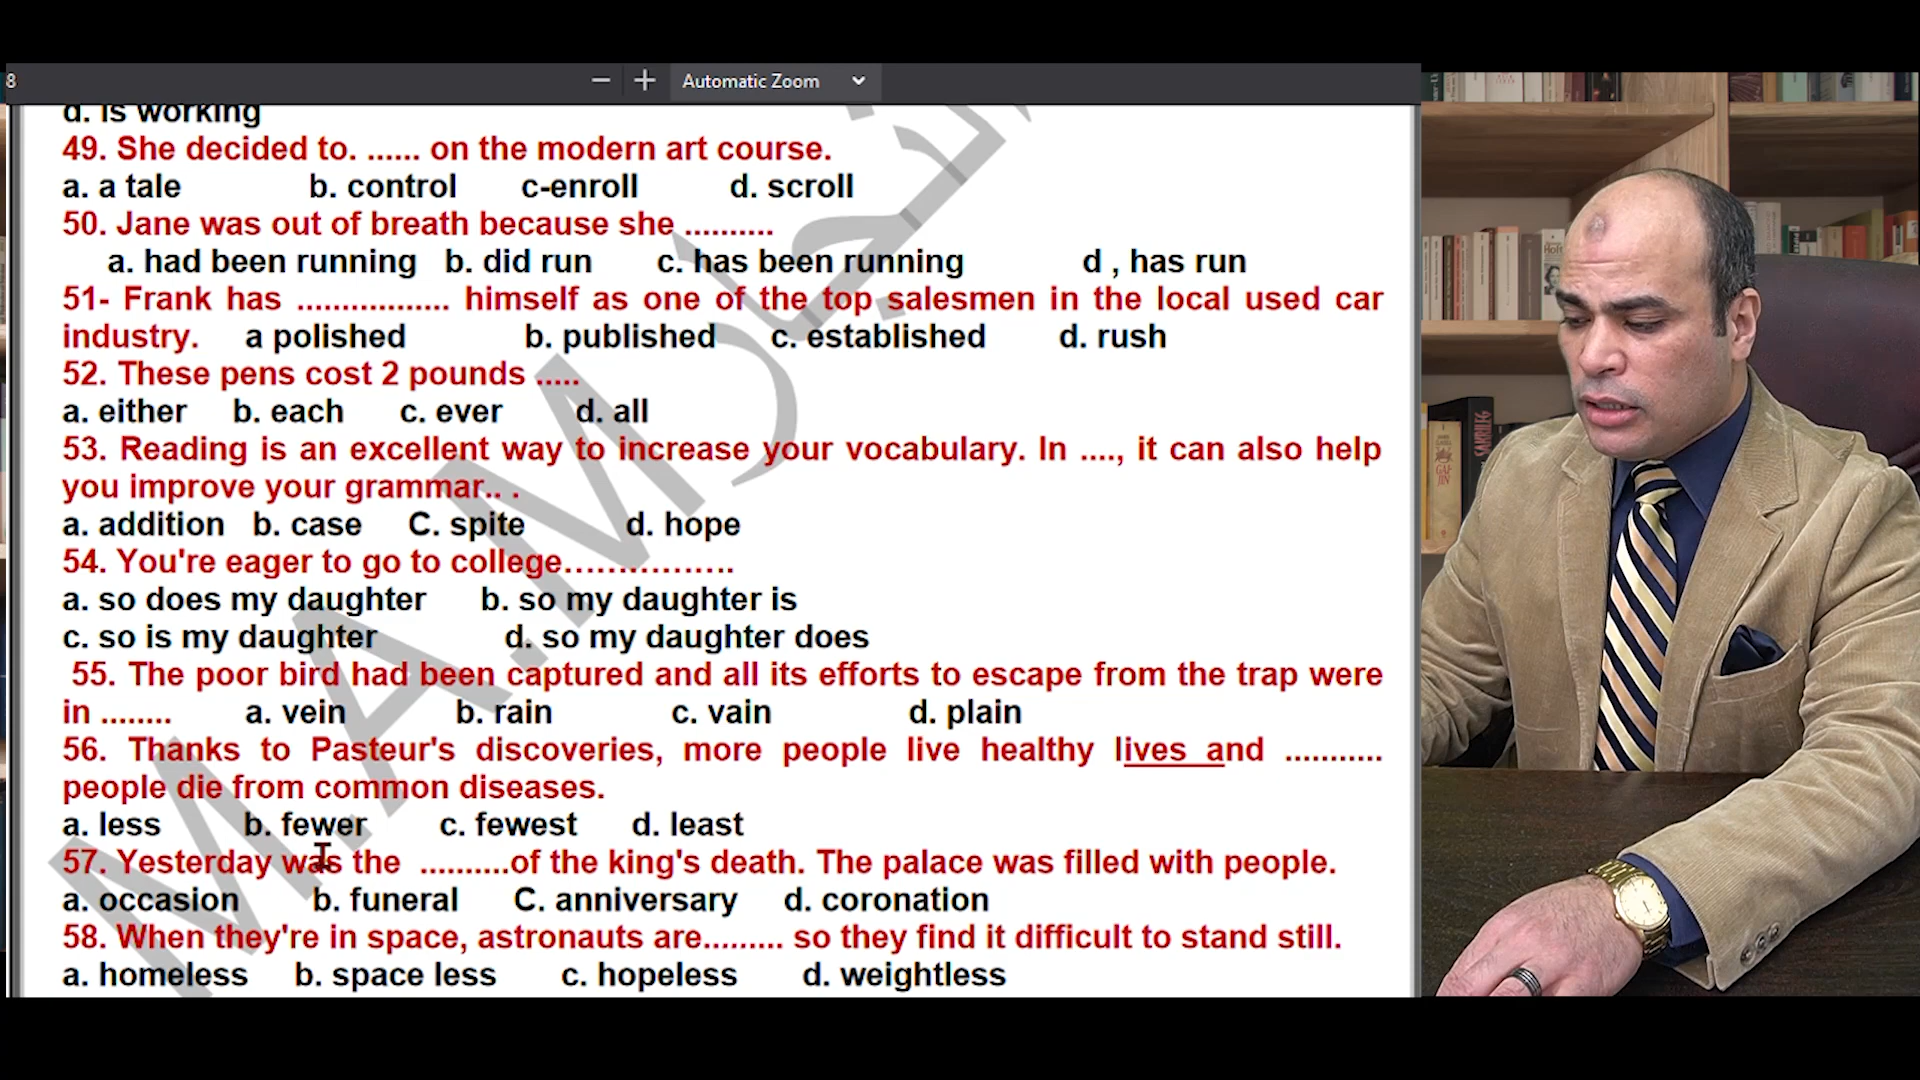 8
Automatic Zoom
d. is working
49. She decided to. ...... on the modern art course.
a. a tale b. control c-enroll d. scroll
50. Jane was out of breath because she ..........
a. had been running b. did run c. has been running d , has run
51- Frank has ................. himself as one of the top salesmen in the local used car
industry. a polished b. published c. established d. rush
52. These pens cost 2 pounds .....
a. either b. each c. ever d. all
53. Reading is an excellent way to increase your vocabulary. In ...., it can also help
you improve your grammar.. .
a. addition b. case C. spite d. hope
54. You're eager to go to college................
a. so does my daughter b. so my daughter is
c. so is my daughter d. so my daughter does
55. The poor bird had been captured and all its efforts to escape from the trap were
in ........ a. vein b. rain c. vain d. plain
56. Thanks to Pasteur's discoveries, more people live healthy lives and ...........
people die from common diseases.
a. less b. fewer c. fewest d. least
57. Yesterday was the ..........of the king's death. The palace was filled with people.
a. occasion b. funeral C. anniversary d. coronation
58. When they're in space, astronauts are......... so they find it difficult to stand still.
a. homeless b. space less c. hopeless d. weightless